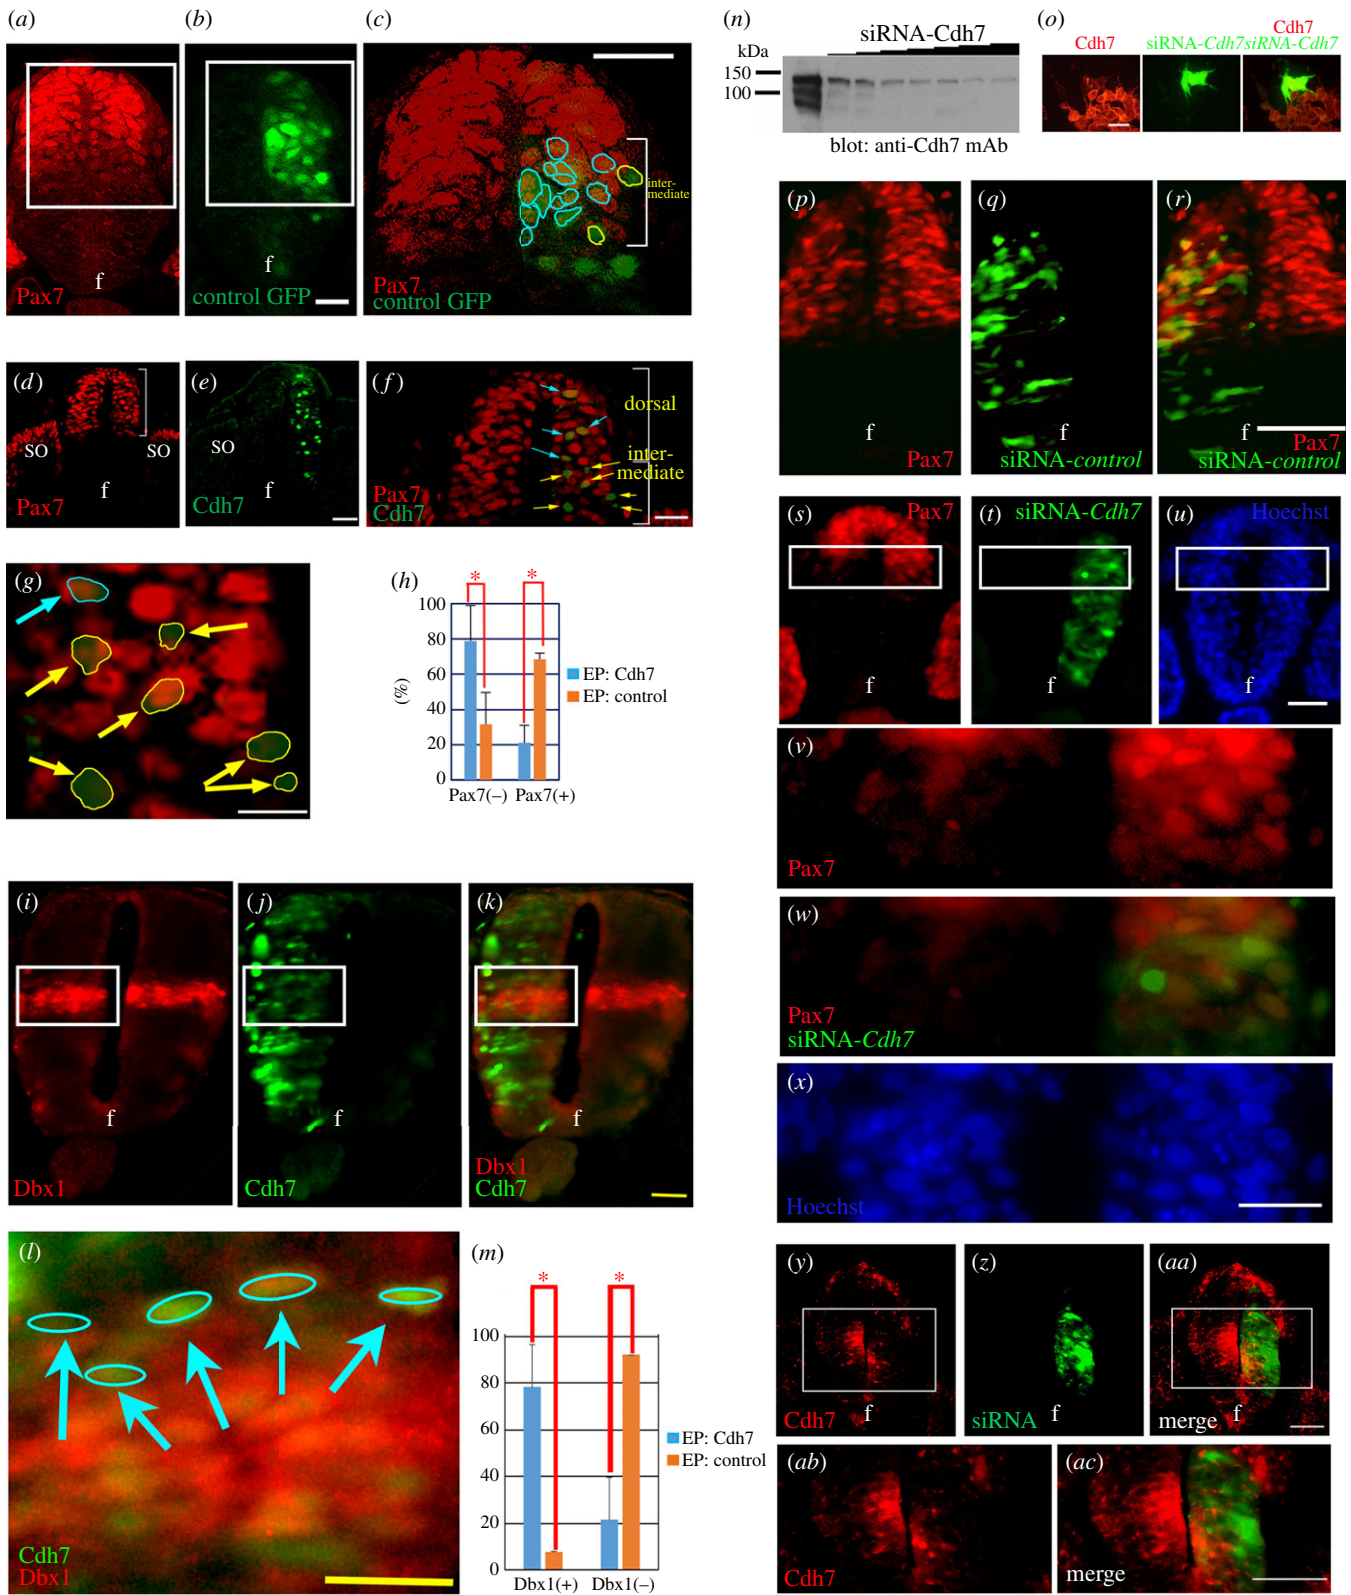 (a)
Pax7
f
(b)
control GFP
f
(c)
inter-
mediate
Pax7
control GFP
(d)
SO
SO
f
Pax7
(e)
SO
f
Cdh7
(f)
dorsal
inter-
mediate
Pax7
Cdh7
(g)
(h)
*
*
100
80
60
40
20
0
(%)
Pax7(–)
Pax7(+)
EP: Cdh7
EP: control
(i)
Dbx1
(j)
f
Cdh7
(k)
f
Dbx1
Cdh7
(l)
Cdh7
Dbx1
(m)
*
*
100
80
60
40
20
0
Dbx1(+)
Dbx1(–)
EP: Cdh7
EP: control
(n)
siRNA-Cdh7
kDa
150
100
blot: anti-Cdh7 mAb
(o)
Cdh7
siRNA-Cdh7
Cdh7
siRNA-Cdh7
(p)
f
Pax7
(q)
f
siRNA-control
(r)
f
Pax7
siRNA-control
(s)
Pax7
f
(t)
siRNA-Cdh7
f
(u)
Hoechst
f
(v)
Pax7
(w)
Pax7
siRNA-Cdh7
(x)
Hoechst
(y)
f
Cdh7
(z)
f
siRNA
(aa)
f
merge
(ab)
Cdh7
(ac)
merge